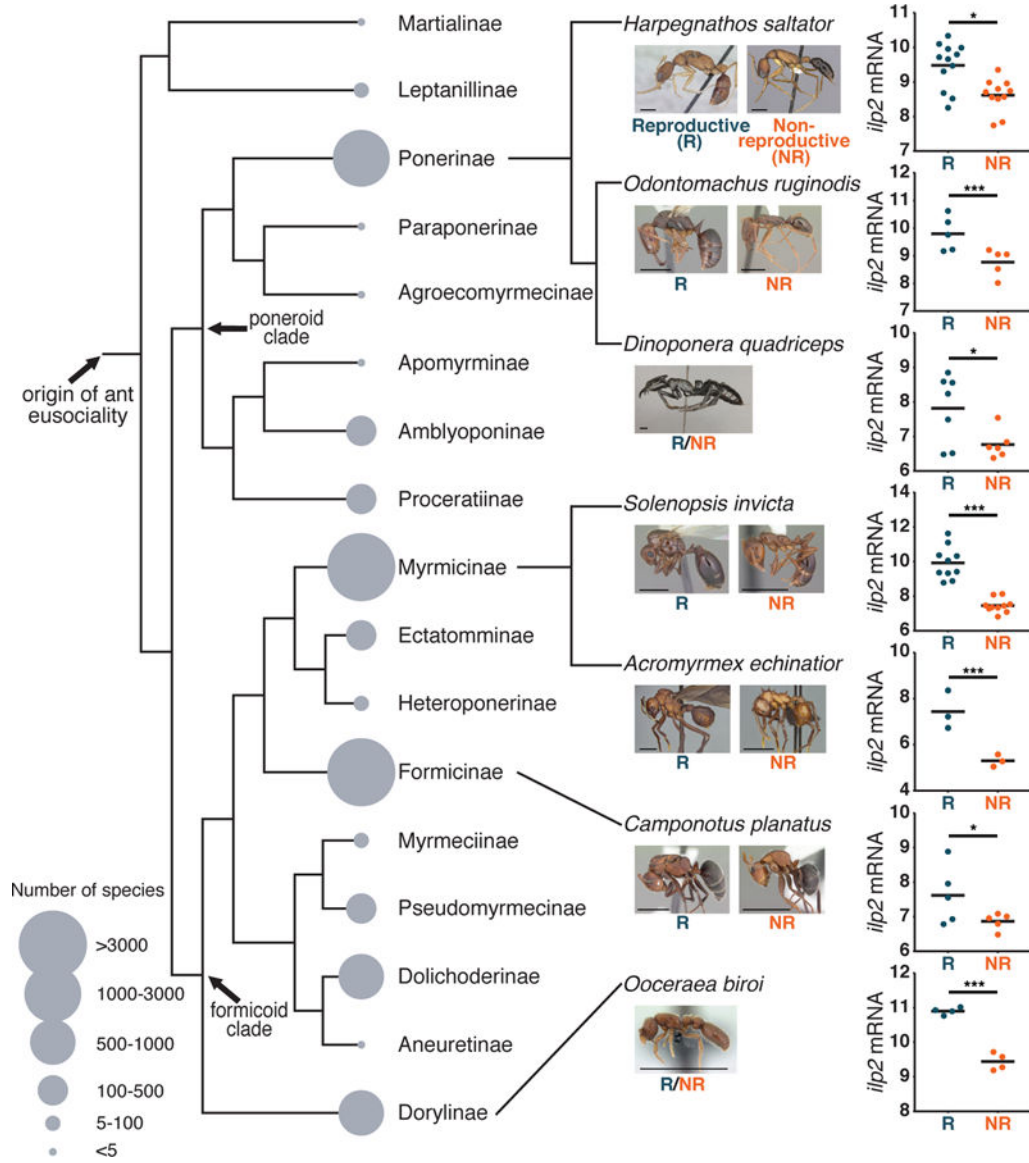 Martialinae
Leptanillinae
Ponerinae
Paraponerinae
Agroecomyrmecinae
poneroid
clade
origin of ant
eusociality
Apomyrminae
Amblyoponinae
Proceratiinae
Myrmicinae
Ectatomminae
Heteroponerinae
Formicinae
Myrmeciinae
Pseudomyrmecinae
Dolichoderinae
formicoid
clade
Aneuretinae
Dorylinae
Number of species
>3000
1000-3000
500-1000
100-500
5-100
<5
Harpegnathos saltator
Reproductive
(R)
Non-
reproductive
(NR)
Odontomachus ruginodis
R
NR
Dinoponera quadriceps
R/NR
Solenopsis invicta
R
NR
Acromyrmex echinatior
R
NR
Camponotus planatus
R
NR
Ooceraea biroi
R/NR
ilp2 mRNA
11
10
9
8
7
*
R
NR
ilp2 mRNA
12
11
10
9
8
7
***
R
NR
ilp2 mRNA
10
9
8
7
6
*
R
NR
ilp2 mRNA
14
12
10
8
6
***
R
NR
ilp2 mRNA
10
8
6
4
***
R
NR
ilp2 mRNA
10
9
8
7
6
*
R
NR
ilp2 mRNA
12
11
10
9
8
***
R
NR